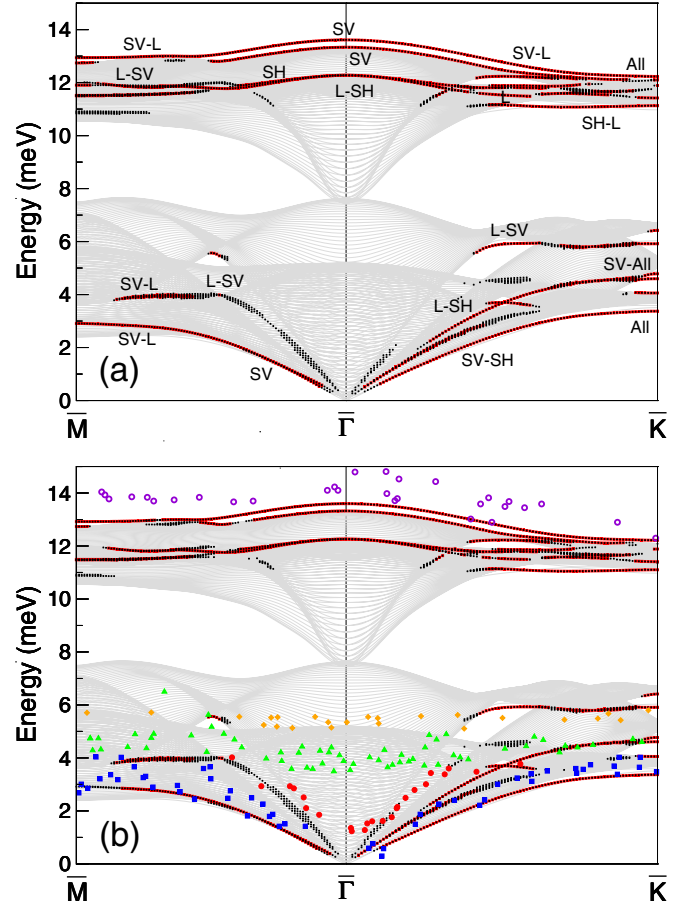 14
12
10
8
6
4
2
0
Energy (meV)
SV
SV-L
SV
SV-L
All
L-SV
SH
L-SH
L
SH-L
L-SV
SV-L
L-SV
SV-All
L-SH
SV-L
SV
SV-SH
All
(a)
M Γ K
14
12
10
8
6
4
2
0
Energy (meV)
(b)
M Γ K